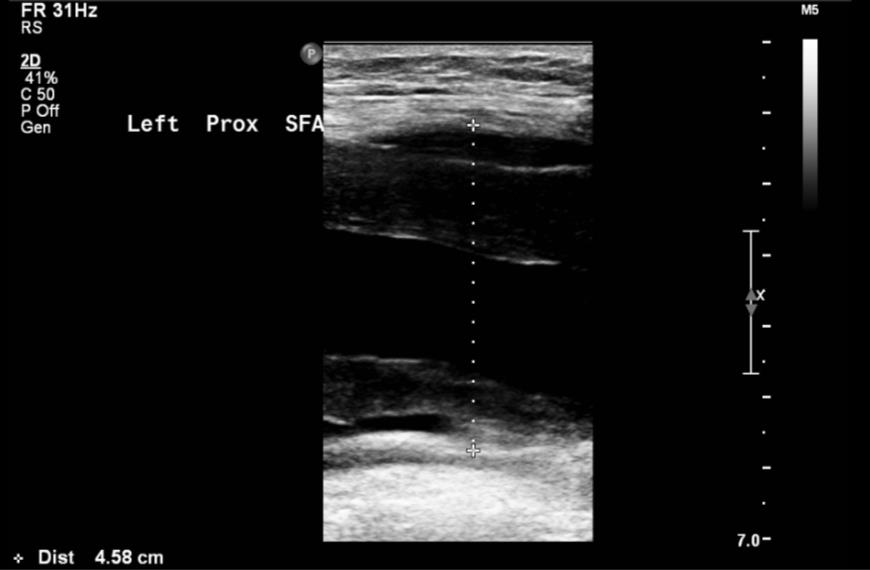 FR 31Hz
RS
M5
P
2D
41%
C 50
P Off
Gen
Left Prox SFA
X
7.0
Dist 4.58 cm